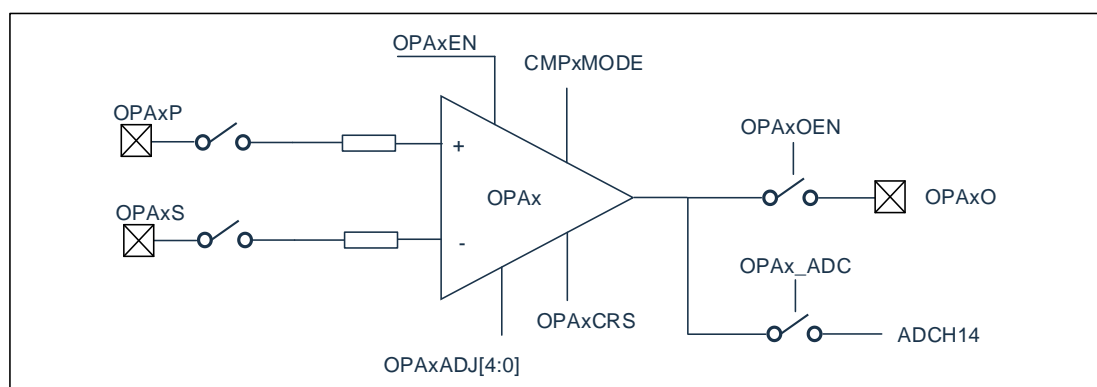 OPAxEN
CMPxMODE
OPAxP
OPAxOEN
+
OPAx
OPAxO
OPAxS
-
OPAx_ADC
OPAxCRS
ADCH14
OPAxADJ[4:0]